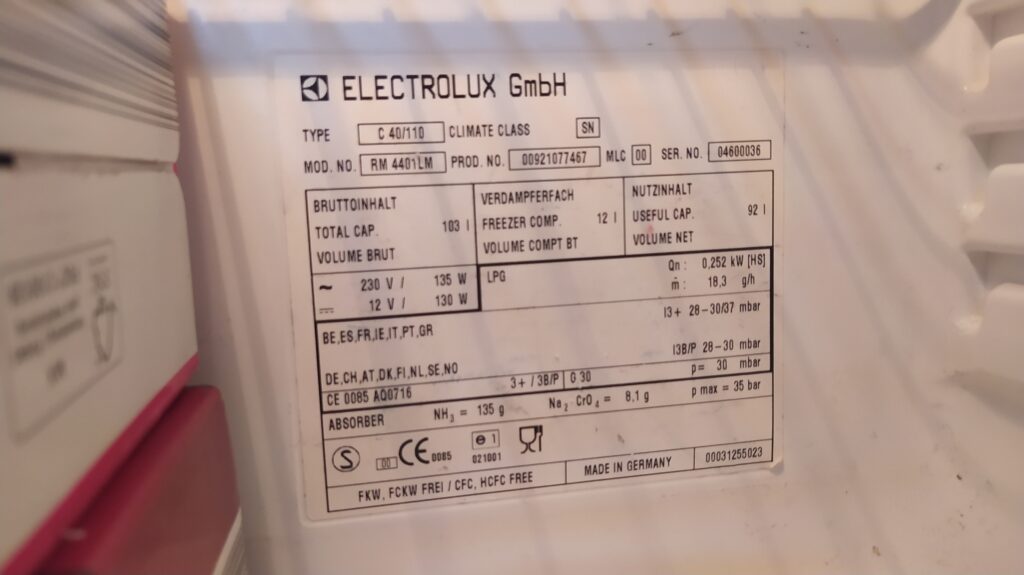 ELECTROLUX GmbH
TYPE C 40/110 CLIMATE CLASS SN
MOD. NO. RM 4401LM PROD. NO. 00921077467 MLC 00 SER. NO. 04600036
BRUTTOINHALT
TOTAL CAP. 103 l
VOLUME BRUT
VERDAMPFERFACH
FREEZER COMP. 12 l
VOLUME COMPT BT
NUTZINHALT
USEFUL CAP. 92 l
VOLUME NET
~ 230 V / 135 W
⎓ 12 V / 130 W
LPG
Qn : 0,252 kW [HS]
ṁ : 18,3 g/h
BE,ES,FR,IE,IT,PT,GR I3+ 28-30/37 mbar
DE,CH,AT,DK,FI,NL,SE,NO I3B/P 28-30 mbar
CE 0085 AQ0716 3+ / 3B/P G 30 p= 30 mbar
ABSORBER NH₃ = 135 g Na₂ CrO₄ = 8,1 g p max = 35 bar
S 00 CE 0085 e 1
021801
FKW, FCKW FREI / CFC, HCFC FREE MADE IN GERMANY 00031255023